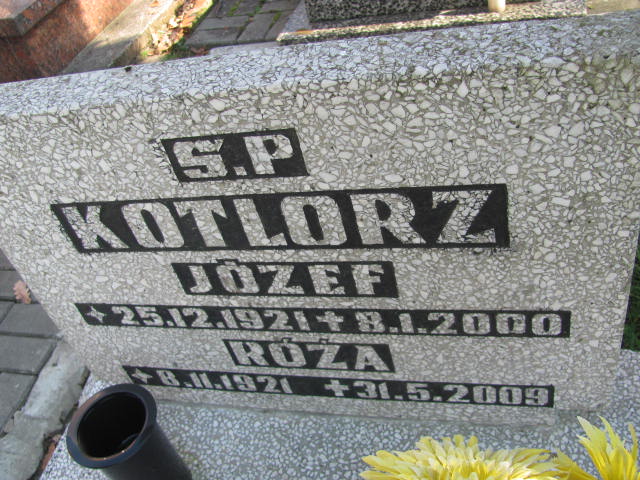 Ś.P
KOTLORZ
JÓZEF
*25.12.1921 +8.1.2000
RÓŻA
*8.11.1921 +31.5.2009